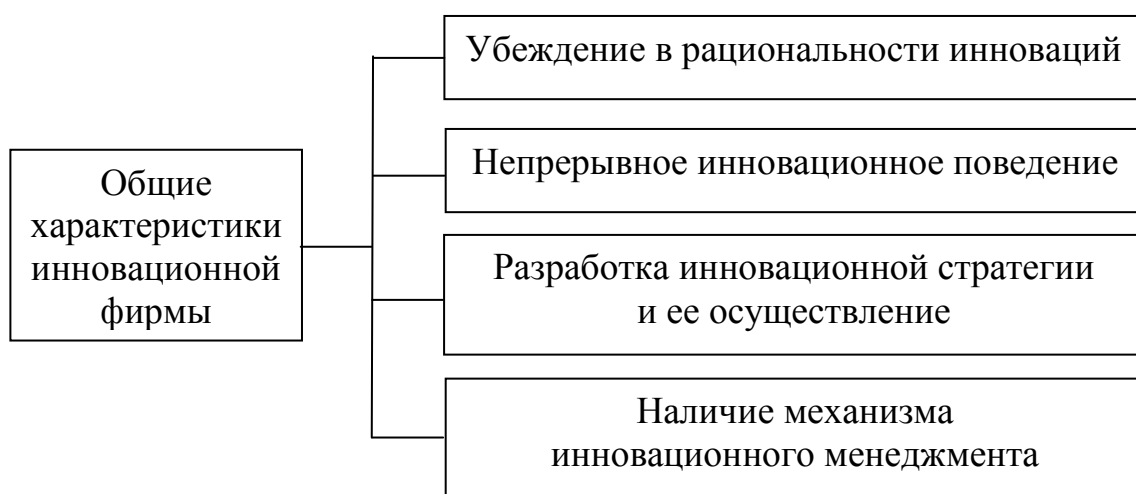 Общие
характеристики
инновационной
фирмы
Убеждение в рациональности инноваций
Непрерывное инновационное поведение
Разработка инновационной стратегии
и ее осуществление
Наличие механизма
инновационного менеджмента